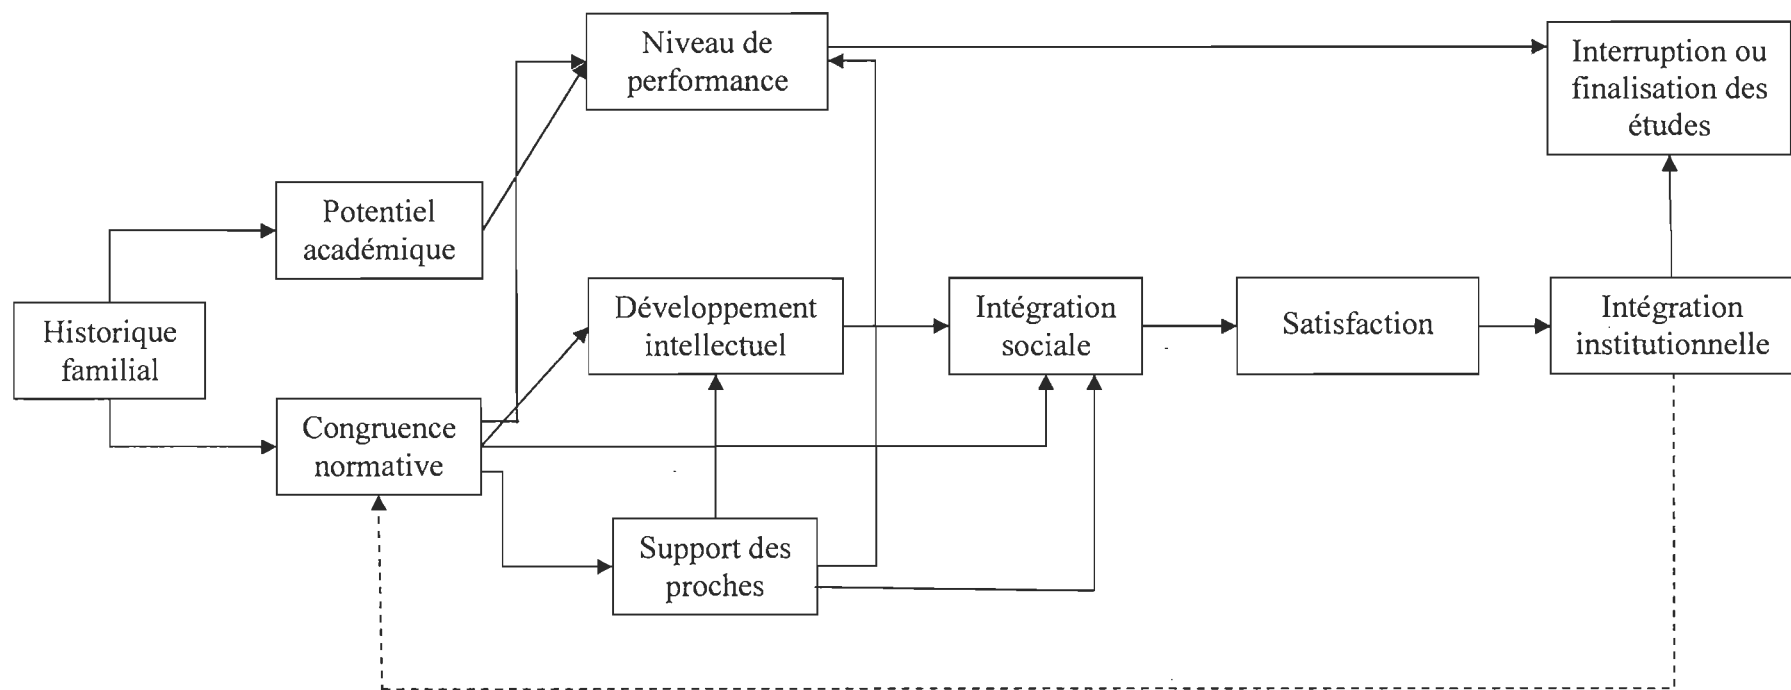 Niveau de
performance
Interruption ou
finalisation des
études
Potentiel
académique
Historique
familial
Développement
intellectuel
Intégration
sociale
Satisfaction
Intégration
institutionnelle
Congruence
normative
Support des
proches